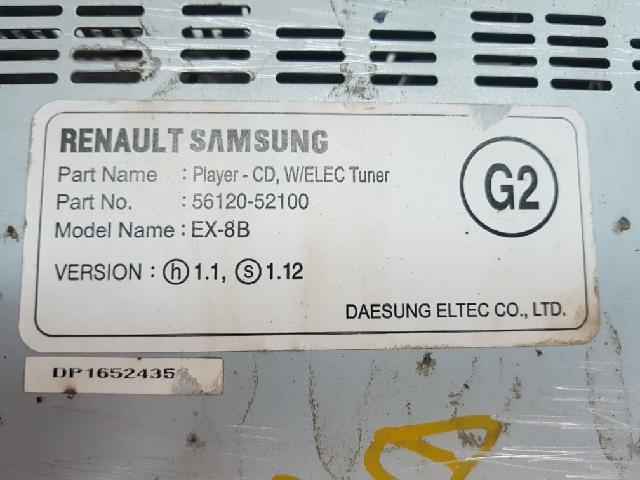 RENAULT SAMSUNG
Part Name : Player - CD, W/ELEC Tuner
Part No. : 56120-52100
Model Name : EX-8B
G2
VERSION : ⓗ 1.1, ⓢ 1.12
DAESUNG ELTEC CO., LTD.
DP1652435